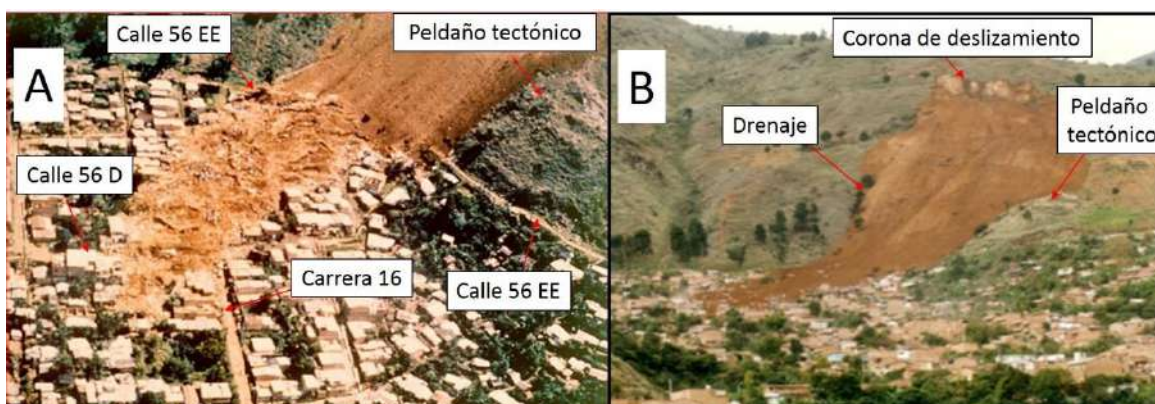 A
Calle 56 EE
Peldaño tectónico
Calle 56 D
Carrera 16
Calle 56 EE
B
Corona de deslizamiento
Drenaje
Peldaño
tectónico